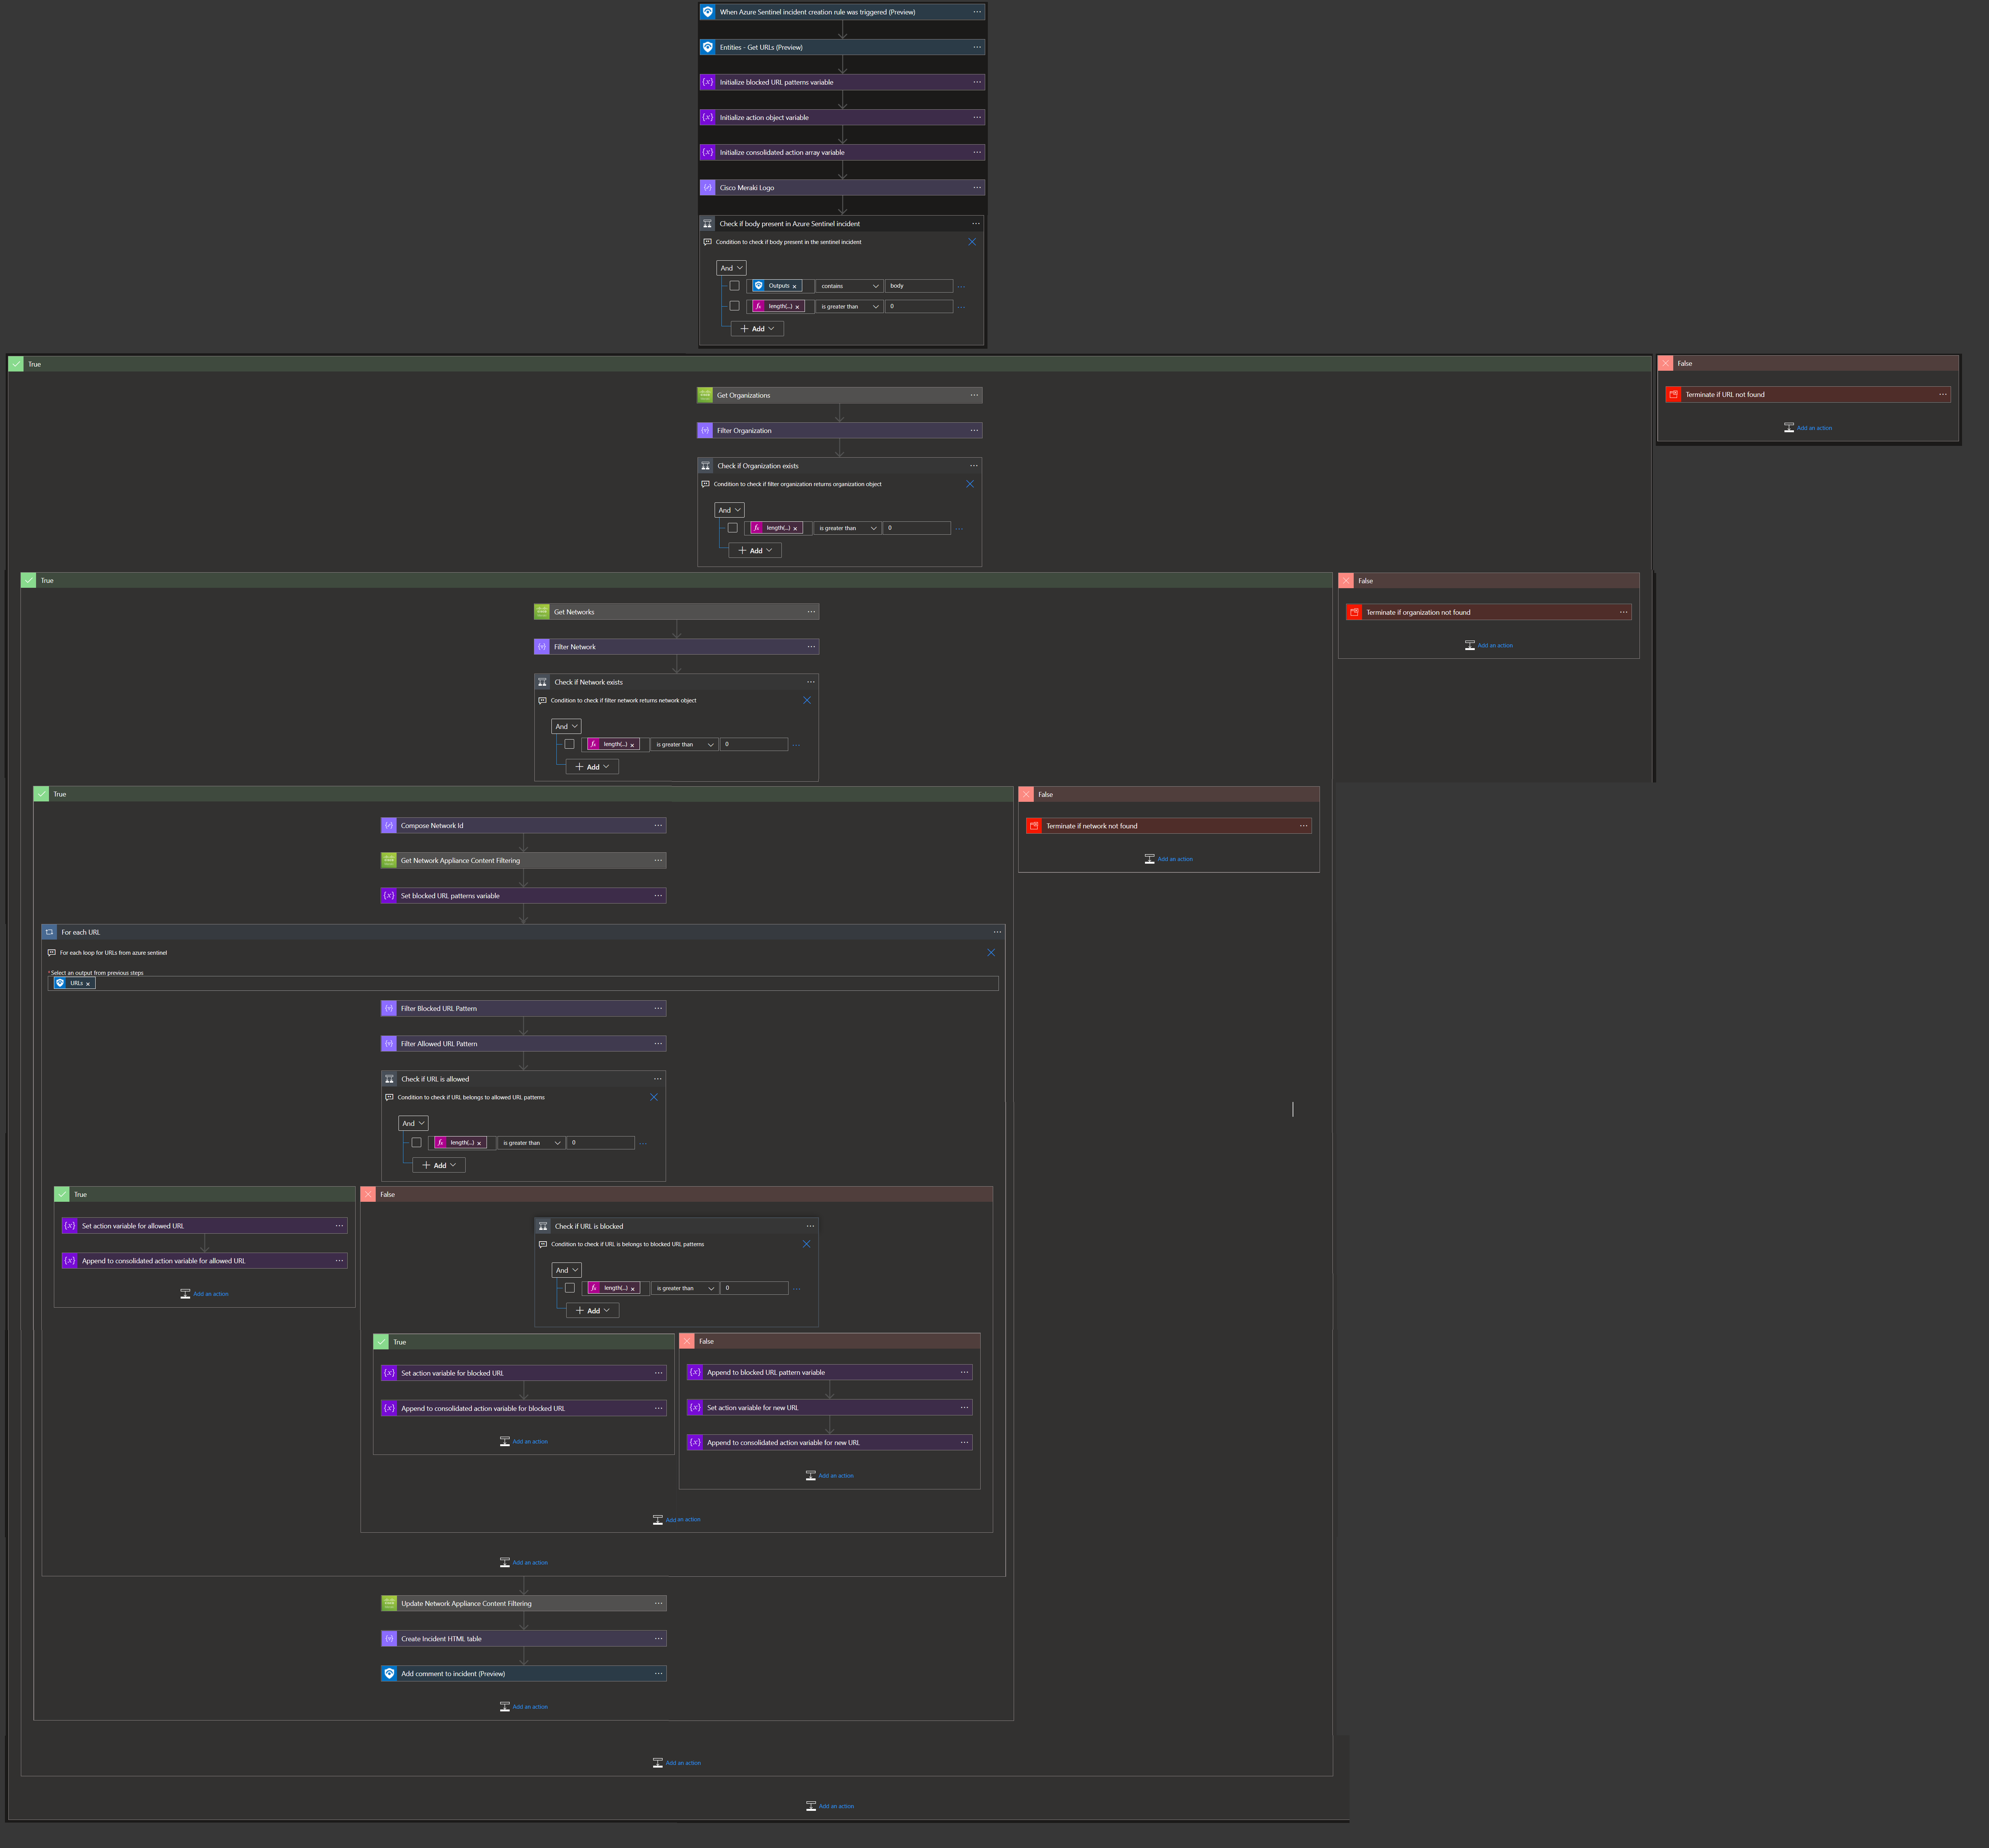 When Azure Sentinel incident creation rule was triggered (Preview)
Entities - Get URLs (Preview)
Initialize blocked URL patterns variable
Initialize action object variable
Initialize consolidated action array variable
Cisco Meraki Logo
Check if body present in Azure Sentinel incident
Condition to check if body present in the sentinel incident
And
Outputs contains body
length(...) is greater than 0
Add
True
False
Terminate if URL not found
Add an action
Get Organizations
Filter Organization
Check if Organization exists
Condition to check if filter organization returns organization object
And
length(...) is greater than 0
Add
True
False
Terminate if organization not found
Add an action
Get Networks
Filter Network
Check if Network exists
Condition to check if filter network returns network object
And
length(...) is greater than 0
Add
True
False
Terminate if network not found
Add an action
Compose Network Id
Get Network Appliance Content Filtering
Set blocked URL patterns variable
For each URL
For each loop for URLs from azure sentinel
*Select an output from previous steps
URLs
Filter Blocked URL Pattern
Filter Allowed URL Pattern
Check if URL is allowed
Condition to check if URL belongs to allowed URL patterns
And
length(...) is greater than 0
Add
True
Set action variable for allowed URL
Append to consolidated action variable for allowed URL
Add an action
False
Check if URL is blocked
Condition to check if URL is belongs to blocked URL patterns
And
length(...) is greater than 0
Add
True
Set action variable for blocked URL
Append to consolidated action variable for blocked URL
Add an action
False
Append to blocked URL pattern variable
Set action variable for new URL
Append to consolidated action variable for new URL
Add an action
Add an action
Add an action
Update Network Appliance Content Filtering
Create Incident HTML table
Add comment to incident (Preview)
Add an action
Add an action
Add an action